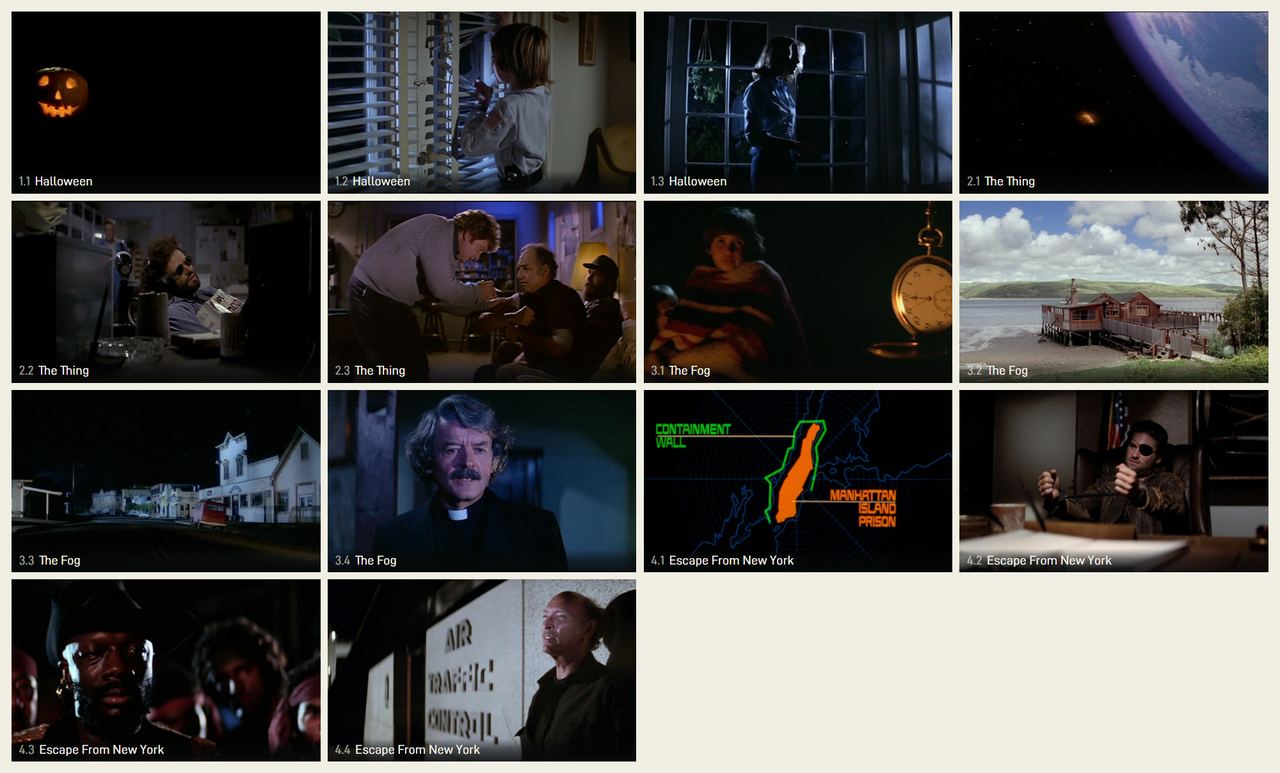 1.1 Halloween
1.2 Halloween
1.3 Halloween
2.1 The Thing
2.2 The Thing
2.3 The Thing
3.1 The Fog
3.2 The Fog
3.3 The Fog
3.4 The Fog
CONTAINMENT
WALL
MANHATTAN
ISLAND
PRISON
4.1 Escape From New York
4.2 Escape From New York
4.3 Escape From New York
AIR
TRAFFIC
CONTROL
4.4 Escape From New York